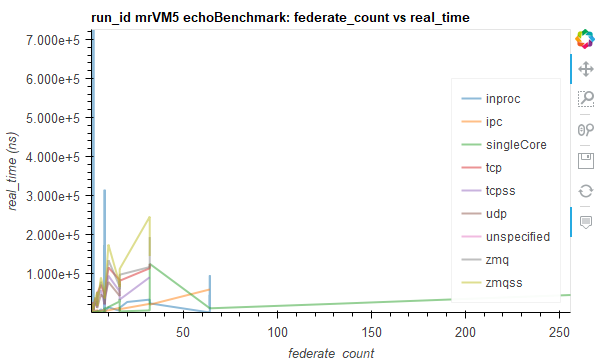 run_id mrVM5 echoBenchmark: federate_count vs real_time
7.000e+5
6.000e+5
5.000e+5
4.000e+5
3.000e+5
2.000e+5
1.000e+5
real_time (ns)
inproc
ipc
singleCore
tcp
tcpss
udp
unspecified
zmq
zmqss
50
100
150
200
250
federate_count